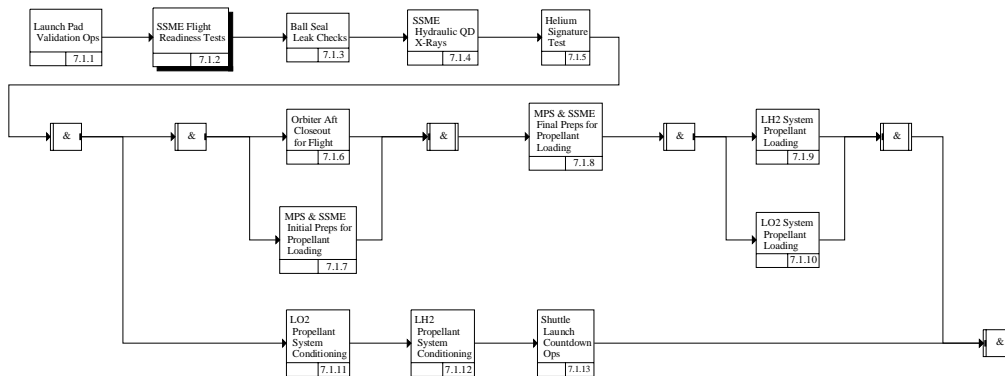 Launch Pad
Validation Ops
7.1.1
SSME Flight
Readiness Tests
7.1.2
Ball Seal
Leak Checks
7.1.3
SSME
Hydraulic QD
X-Rays
7.1.4
Helium
Signature
Test
7.1.5
&
&
Orbiter Aft
Closeout
for Flight
7.1.6
&
MPS & SSME
Final Preps for
Propellant
Loading
7.1.8
&
LH2 System
Propellant
Loading
7.1.9
&
MPS & SSME
Initial Preps for
Propellant
Loading
7.1.7
LO2 System
Propellant
Loading
7.1.10
LO2
Propellant
System
Conditioning
7.1.11
LH2
Propellant
System
Conditioning
7.1.12
Shuttle
Launch
Countdown
Ops
7.1.13
&